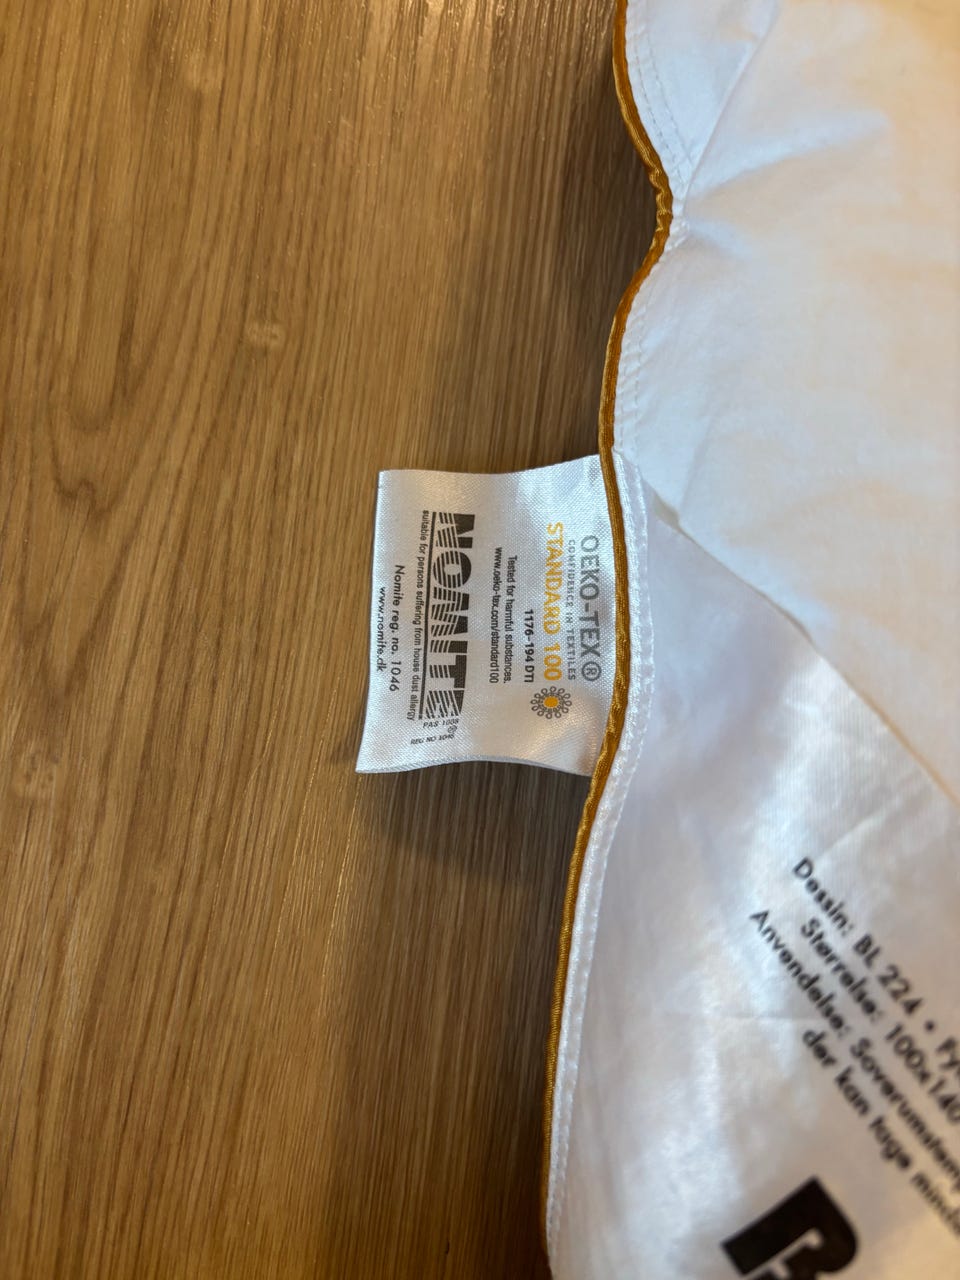 OEKO-TEX®
CONFIDENCE IN TEXTILES
STANDARD 100
1176-194 DTI
Tested for harmful substances.
www.oeko-tex.com/standard100
NOMITE®
PAS 1008
REG NO 1046
suitable for persons suffering from house dust allergy
Nomite reg. no. 1046
www.nomite.dk
Dessin: BL 224 •
Størrelse: 100x140
Anvendelse:
der kan tage